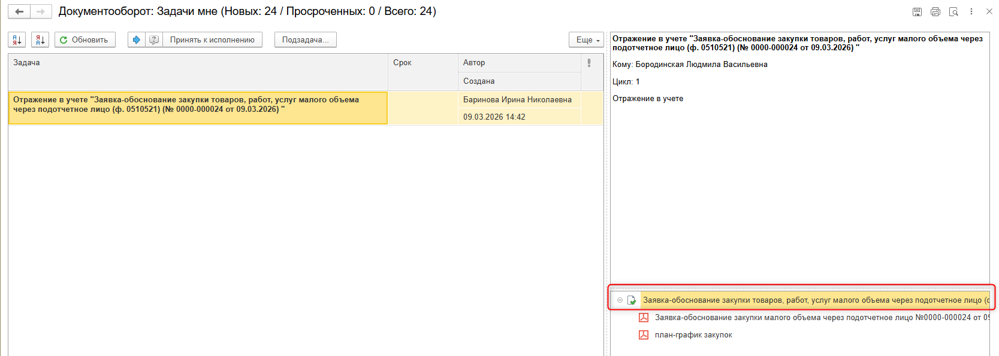 Документооборот: Задачи мне (Новых: 24 / Просроченных: 0 / Всего: 24)
А Я
Я А
Обновить
?
Принять к исполнению
Подзадача...
Еще
Задача
Срок
Автор
Создана
Отражение в учете "Заявка-обоснование закупки товаров, работ, услуг малого объема
через подотчетное лицо (ф. 0510521) (№ 0000-000024 от 09.03.2026) "
Баринова Ирина Николаевна
09.03.2026 14:42
Отражение в учете "Заявка-обоснование закупки товаров, работ, услуг малого объема через
подотчетное лицо (ф. 0510521) (№ 0000-000024 от 09.03.2026) "
Кому: Бородинская Людмила Васильевна
Цикл: 1
Отражение в учете
Заявка-обоснование закупки товаров, работ, услуг малого объема через подотчетное лицо
Заявка-обоснование закупки малого объема через подотчетное лицо №0000-000024 от
план-график закупок